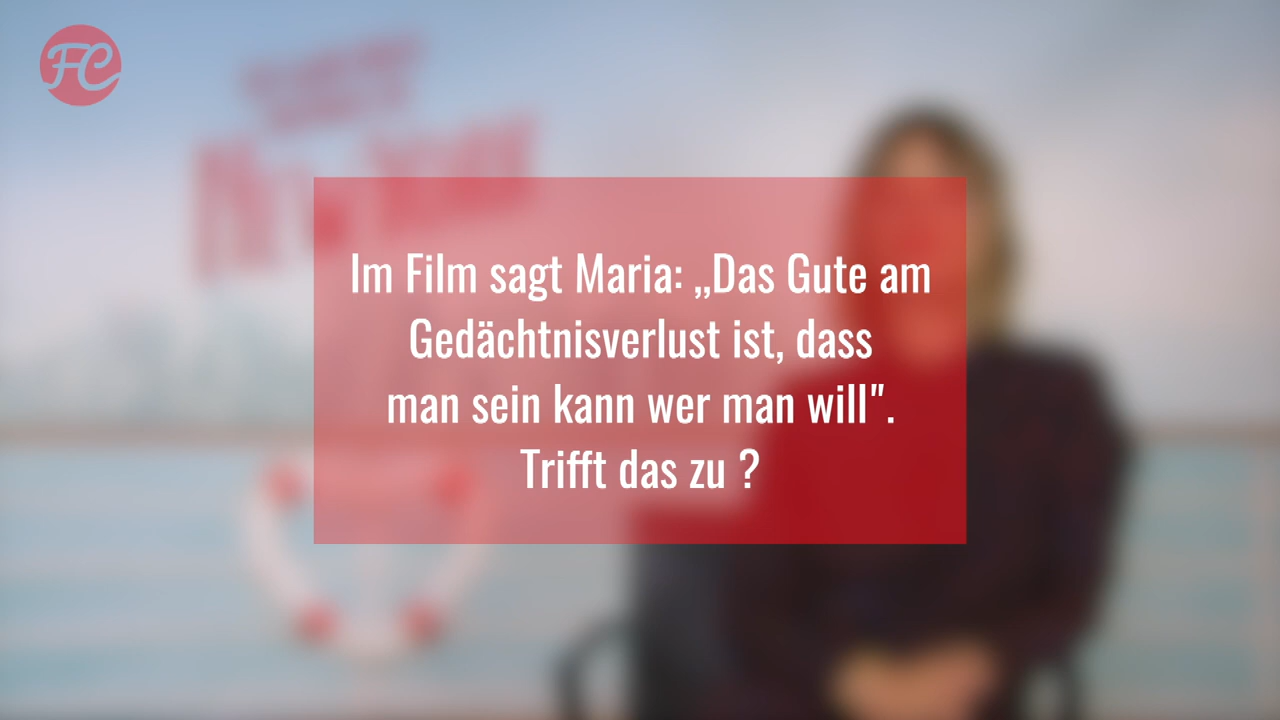 FC
Im Film sagt Maria: „Das Gute am
Gedächtnisverlust ist, dass
man sein kann wer man will".
Trifft das zu ?